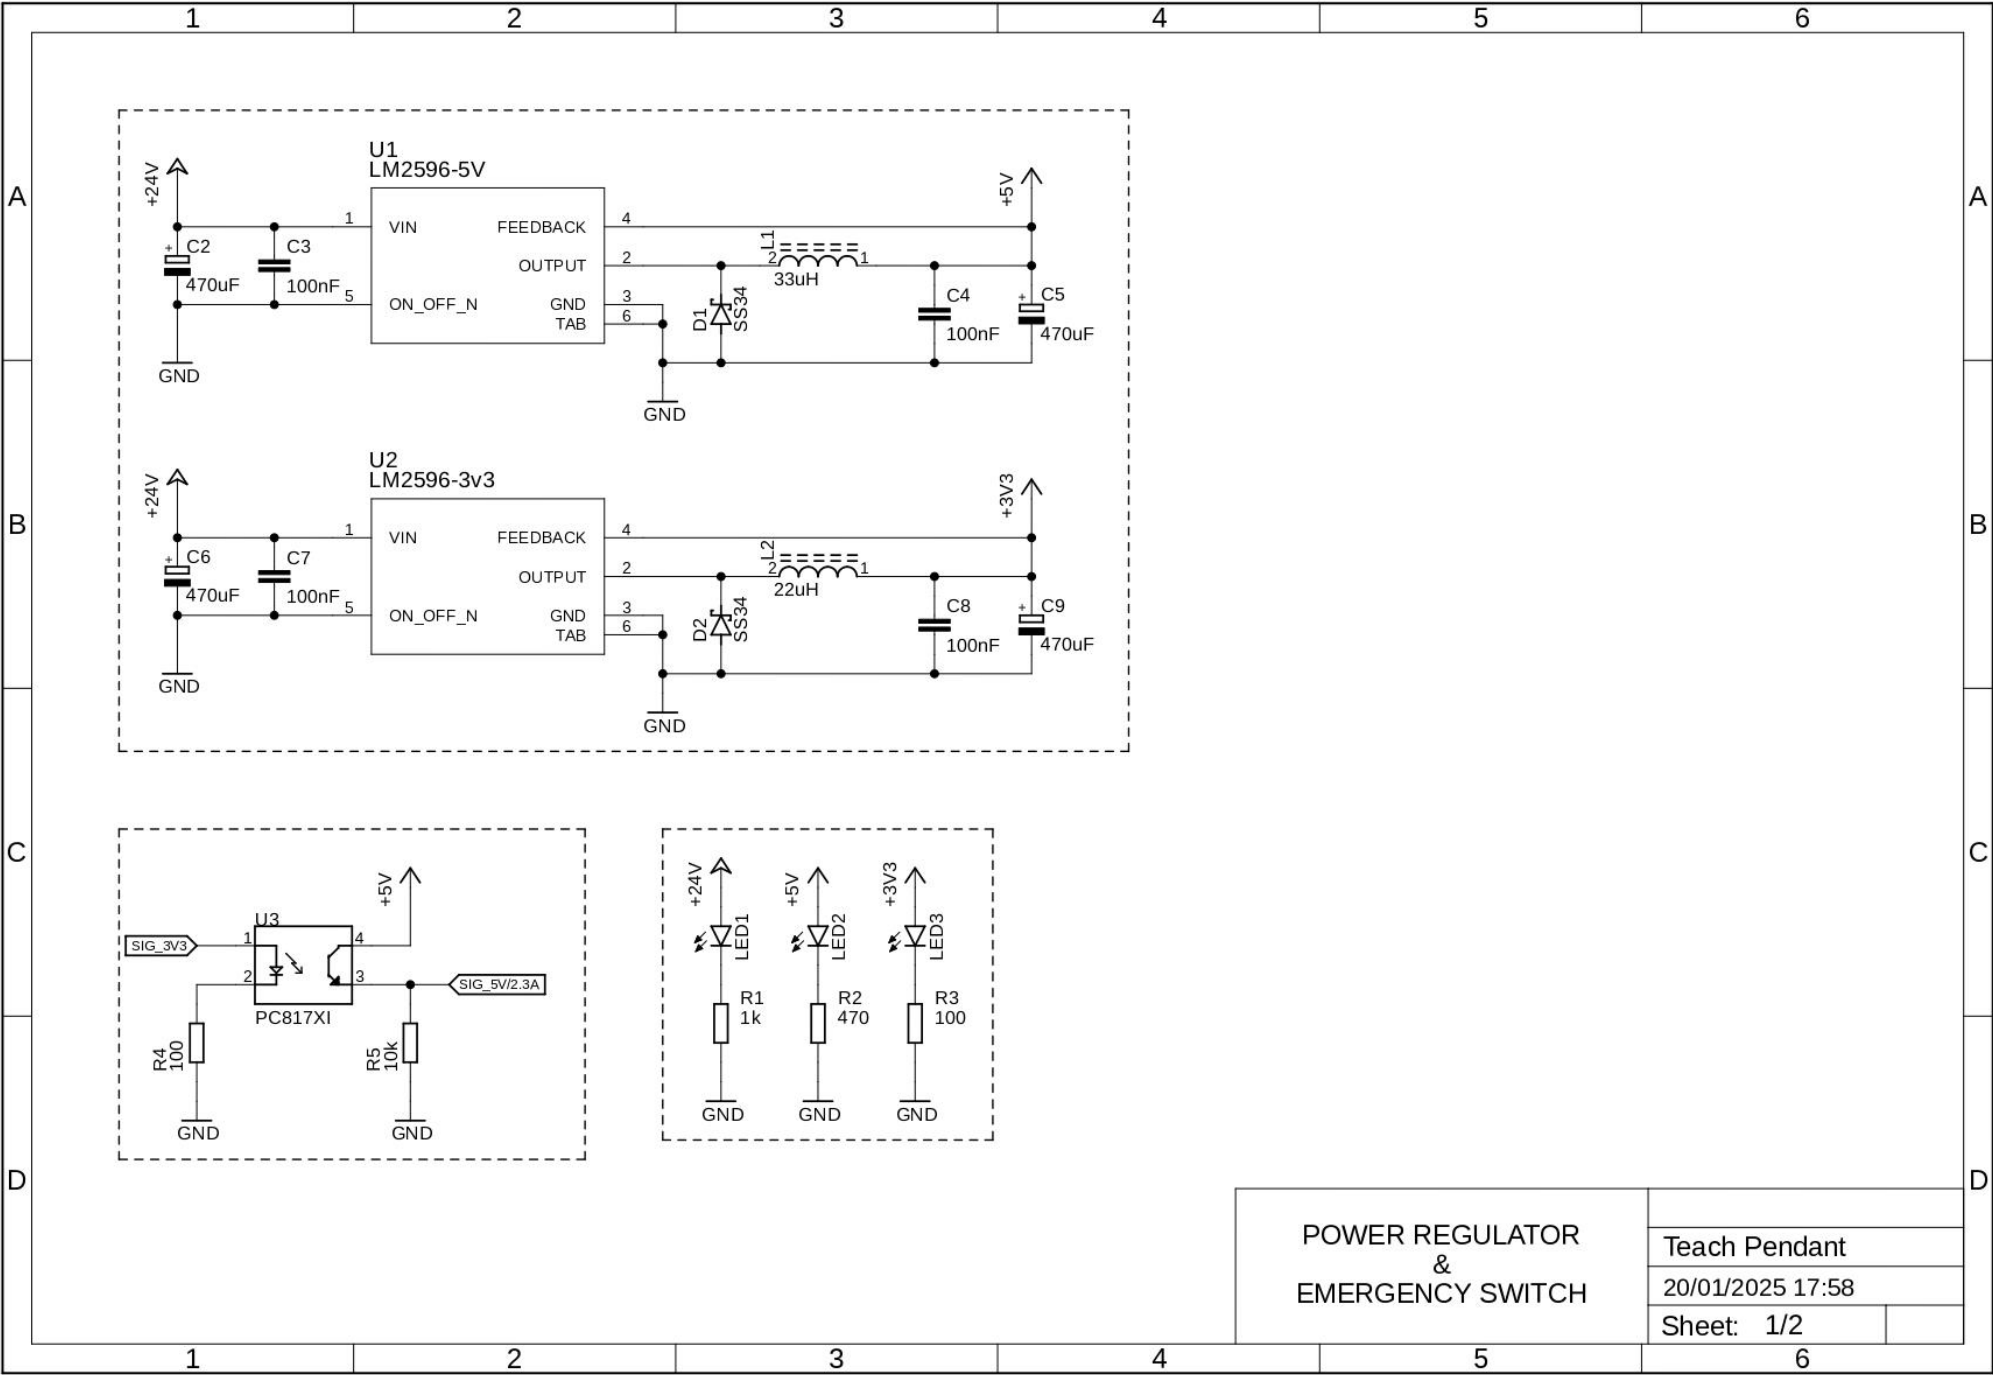 1 2 3 4 5 6
A A
B B
C C
D D
+24V
C2
470uF
C3
100nF
GND
U1
LM2596-5V
1 VIN
5 ON_OFF_N
FEEDBACK 4
OUTPUT 2
GND 3
TAB 6
L1
2 1
33uH
D1
SS34
GND
+5V
C4
100nF
+ C5
470uF
+24V
+ C6
470uF
C7
100nF
GND
U2
LM2596-3v3
1 VIN
5 ON_OFF_N
FEEDBACK 4
OUTPUT 2
GND 3
TAB 6
L2
2 1
22uH
D2
SS34
GND
+3V3
C8
100nF
+ C9
470uF
SIG_3V3
U3
1 4
2 3
PC817XI
+5V
SIG_5V/2.3A
R4
100
GND
R5
10k
GND
+24V
LED1
R1
1k
GND
+5V
LED2
R2
470
GND
+3V3
LED3
R3
100
GND
POWER REGULATOR
&
EMERGENCY SWITCH
Teach Pendant
20/01/2025 17:58
Sheet: 1/2
1 2 3 4 5 6